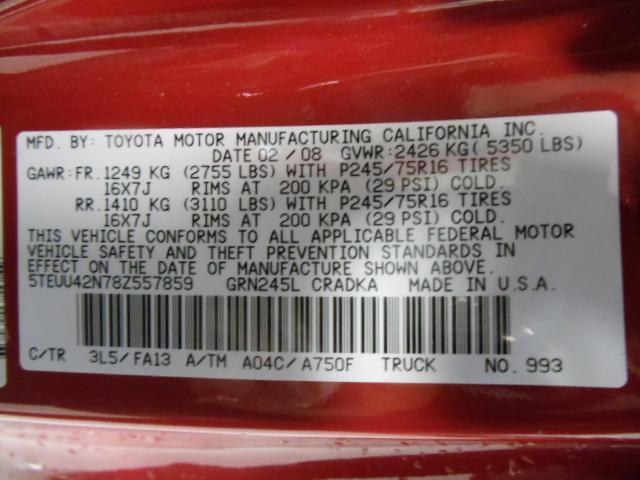 MFD. BY: TOYOTA MOTOR MANUFACTURING CALIFORNIA INC.
DATE 02 / 08 GVWR:2426 KG( 5350 LBS)
GAWR:FR.1249 KG (2755 LBS) WITH P245/75R16 TIRES
16X7J RIMS AT 200 KPA (29 PSI) COLD.
RR.1410 KG (3110 LBS) WITH P245/75R16 TIRES
16X7J RIMS AT 200 KPA (29 PSI) COLD.
THIS VEHICLE CONFORMS TO ALL APPLICABLE FEDERAL MOTOR
VEHICLE SAFETY AND THEFT PREVENTION STANDARDS IN
EFFECT ON THE DATE OF MANUFACTURE SHOWN ABOVE.
5TEUU42N78Z557859 GRN245L CRADKA MADE IN U.S.A.
C/TR 3L5/FA13 A/TM A04C/A750F TRUCK NO. 993